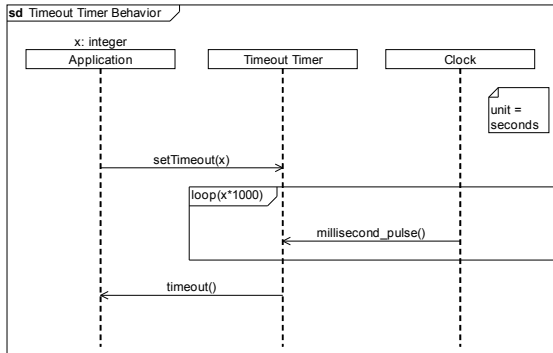 sd Timeout Timer Behavior
x: integer
Application
Timeout Timer
Clock
unit =
seconds
setTimeout(x)
loop(x*1000)
millisecond_pulse()
timeout()